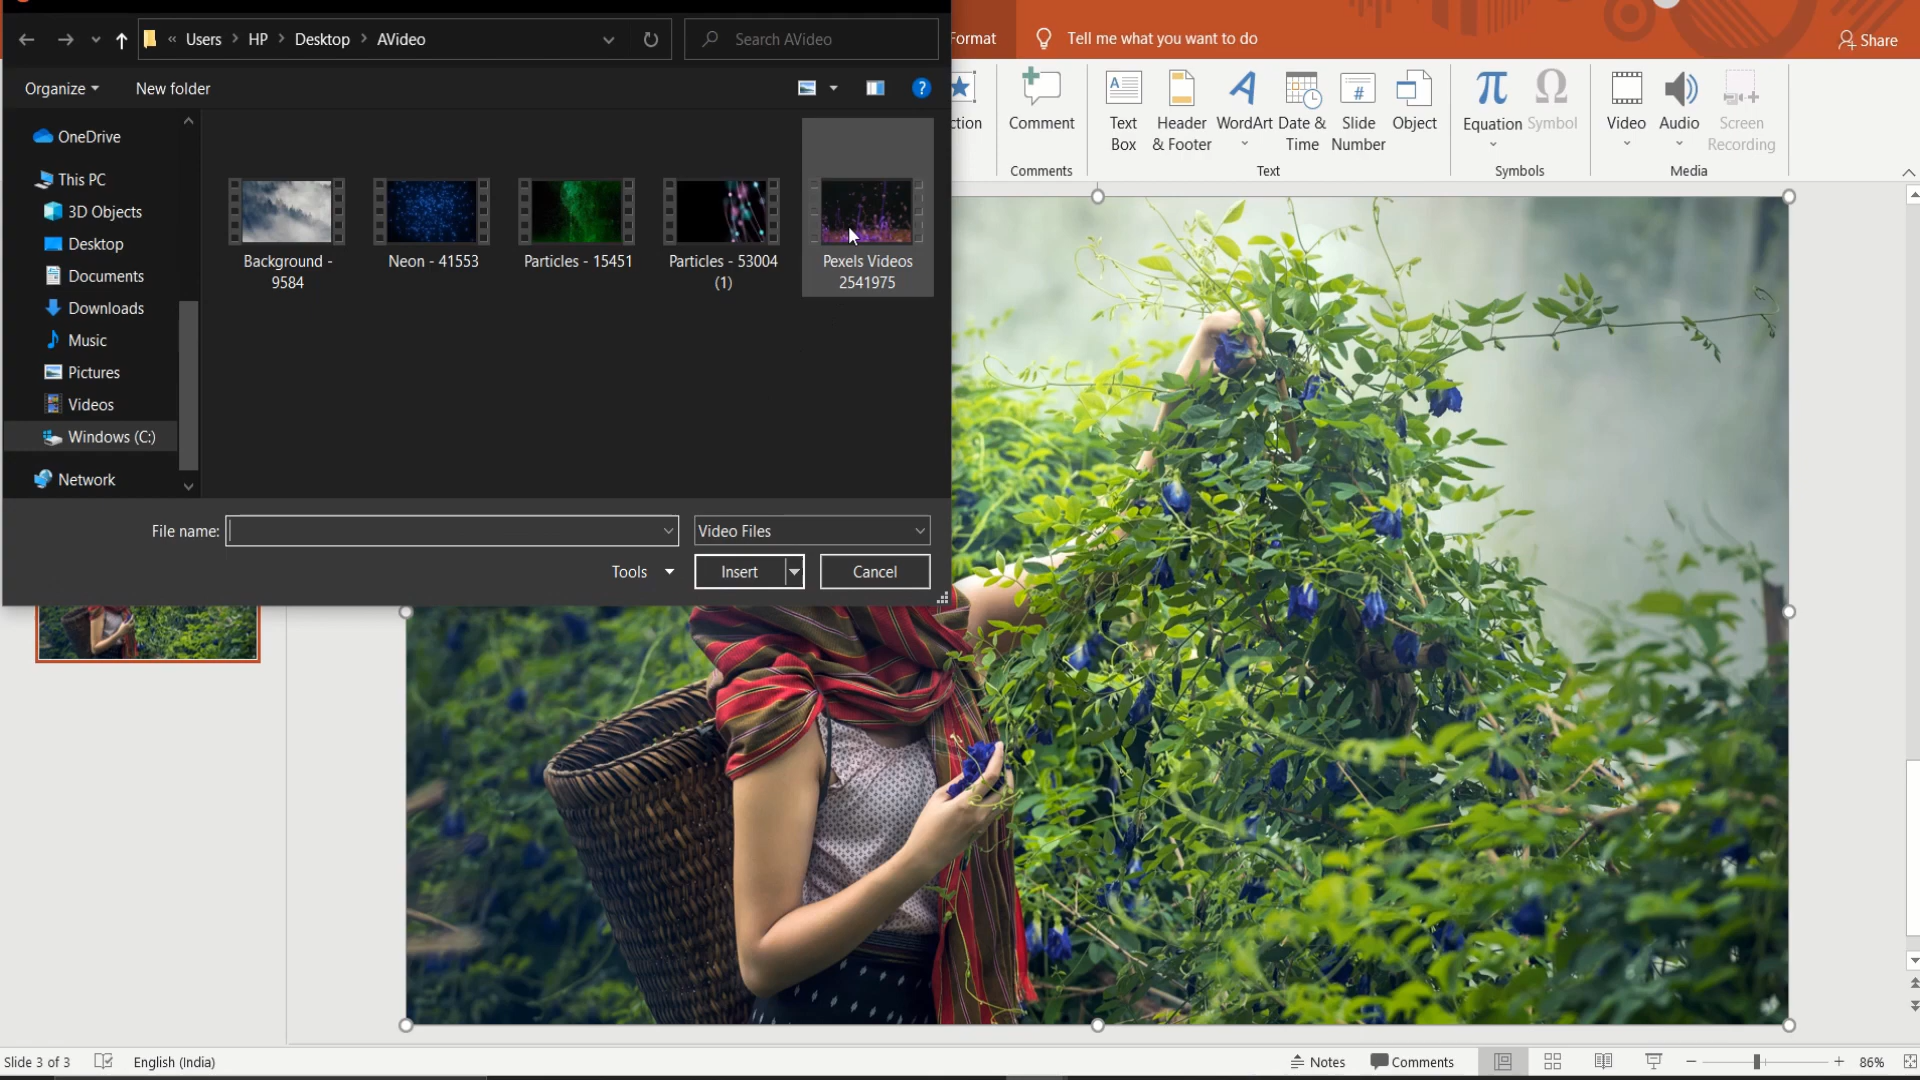 « Users > HP > Desktop > AVideo
Search AVideo
Format
Tell me what you want to do
Share
Organize
New folder
?
Comment
Text Box
Header & Footer
WordArt
Date & Time
Slide Number
Object
Equation
Symbol
Video
Audio
Screen Recording
Comments
Text
Symbols
Media
OneDrive
This PC
3D Objects
Desktop
Documents
Downloads
Music
Pictures
Videos
Windows (C:)
Network
Background - 9584
Neon - 41553
Particles - 15451
Particles - 53004 (1)
Pexels Videos 2541975
File name:
Video Files
Tools
Insert
Cancel
Slide 3 of 3
English (India)
Notes
Comments
86%